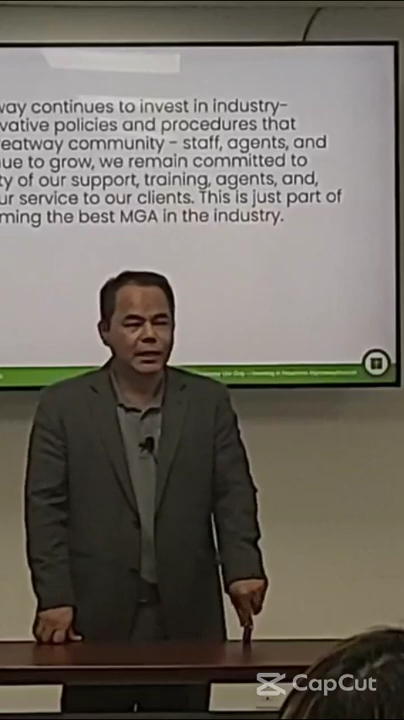 way continues to invest in industry-
vative policies and procedures that
eatway community - staff, agents, and
nue to grow, we remain committed to
ty of our support, training, agents, and,
ur service to our clients. This is just part of
ming the best MGA in the industry.
CapCut